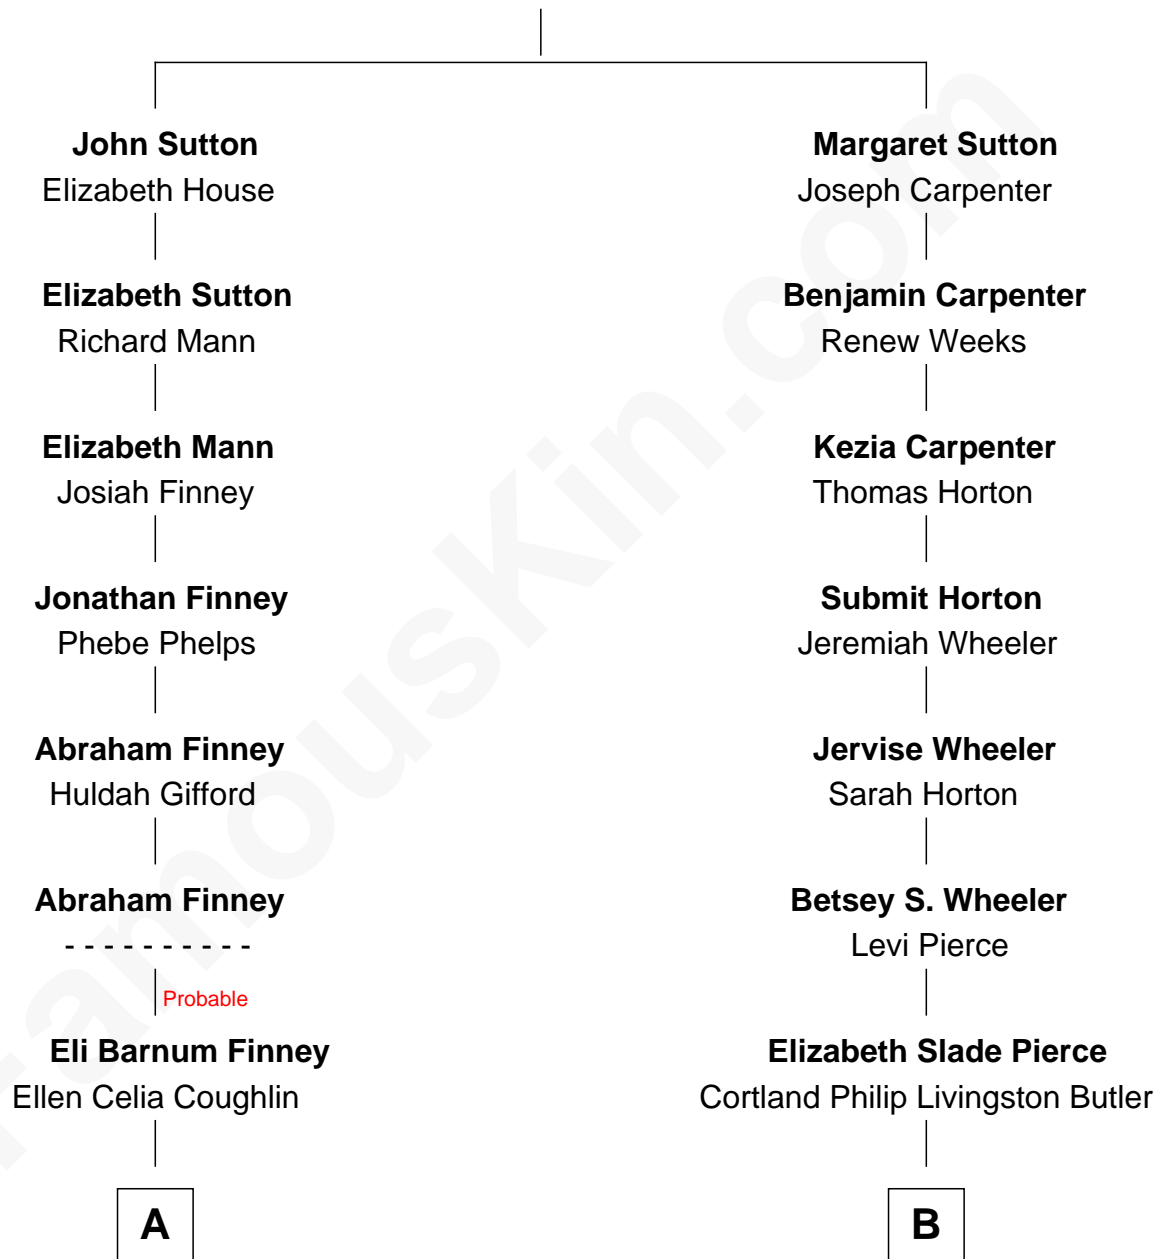 John Sutton
Elizabeth House
Margaret Sutton
Joseph Carpenter
Elizabeth Sutton
Richard Mann
Benjamin Carpenter
Renew Weeks
Elizabeth Mann
Josiah Finney
Kezia Carpenter
Thomas Horton
Jonathan Finney
Phebe Phelps
Submit Horton
Jeremiah Wheeler
Abraham Finney
Huldah Gifford
Jervise Wheeler
Sarah Horton
Abraham Finney
- - - - - - - - - -
Betsey S. Wheeler
Levi Pierce
Probable
Eli Barnum Finney
Ellen Celia Coughlin
Elizabeth Slade Pierce
Cortland Philip Livingston Butler
A
B
FamousKin.com